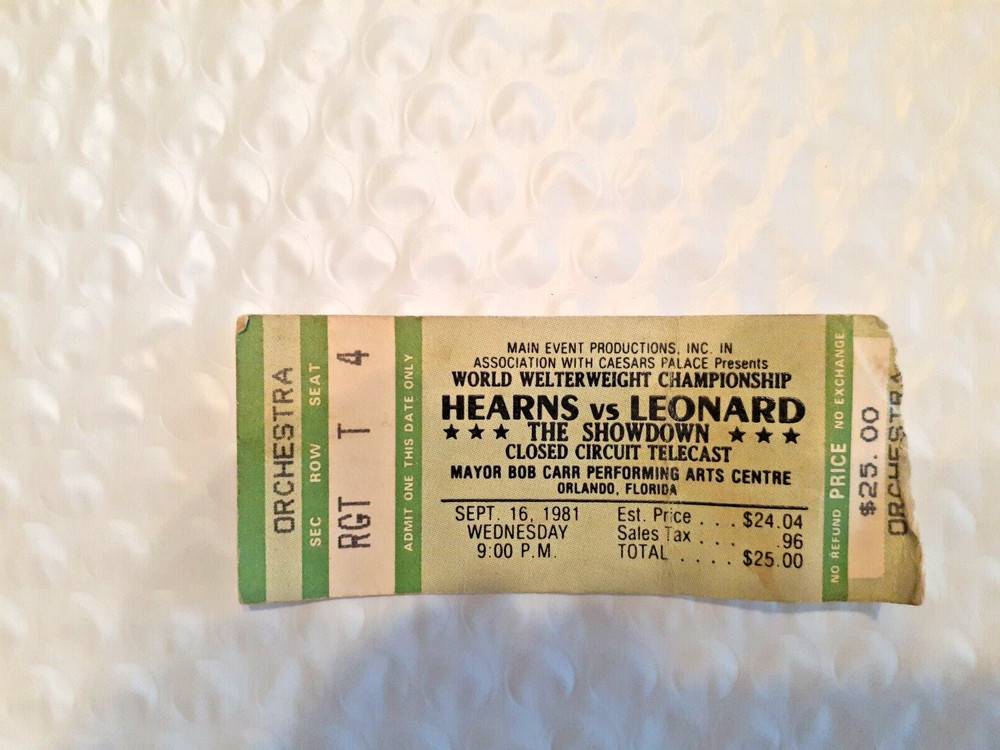 ORCHESTRA
SEC ROW SEAT
RGT T 4
ADMIT ONE THIS DATE ONLY
MAIN EVENT PRODUCTIONS, INC. IN
ASSOCIATION WITH CAESARS PALACE Presents
WORLD WELTERWEIGHT CHAMPIONSHIP
HEARNS vs LEONARD
★★★ THE SHOWDOWN ★★★
CLOSED CIRCUIT TELECAST
MAYOR BOB CARR PERFORMING ARTS CENTRE
ORLANDO, FLORIDA
SEPT. 16, 1981
WEDNESDAY
9:00 P.M.
Est. Price . . . $24.04
Sales Tax . . . . .96
TOTAL . . . . $25.00
NO REFUND PRICE NO EXCHANGE
$25.00
ORCHESTRA